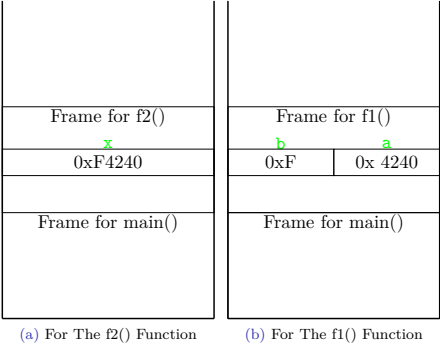 Frame for f2()
x
0xF4240
Frame for main()
(a) For The f2() Function
Frame for f1()
b a
0xF 0x 4240
Frame for main()
(b) For The f1() Function